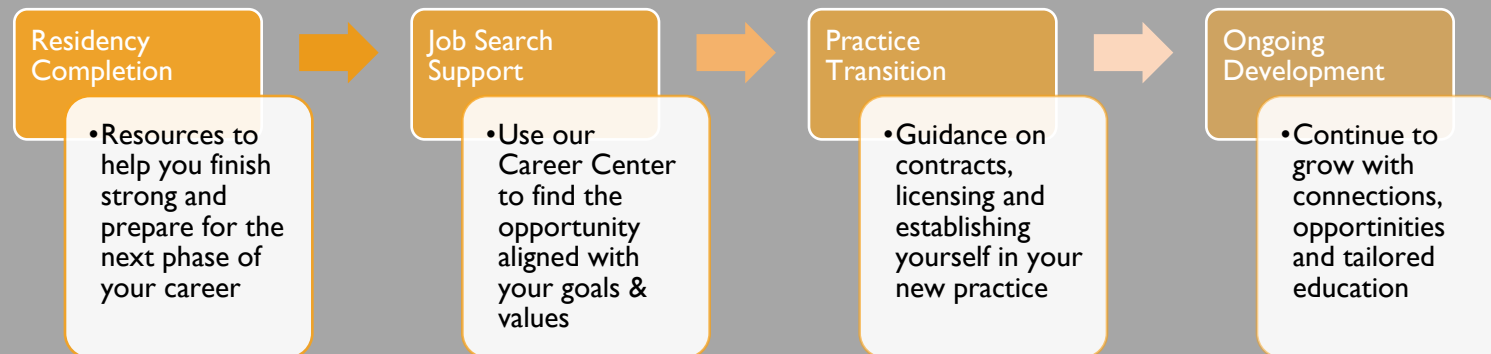 Residency
Completion
•Resources to
help you finish
strong and
prepare for the
next phase of
your career
Job Search
Support
•Use our
Career Center
to find the
opportunity
aligned with
your goals &
values
Practice
Transition
•Guidance on
contracts,
licensing and
establishing
yourself in your
new practice
Ongoing
Development
•Continue to
grow with
connections,
opportinities
and tailored
education